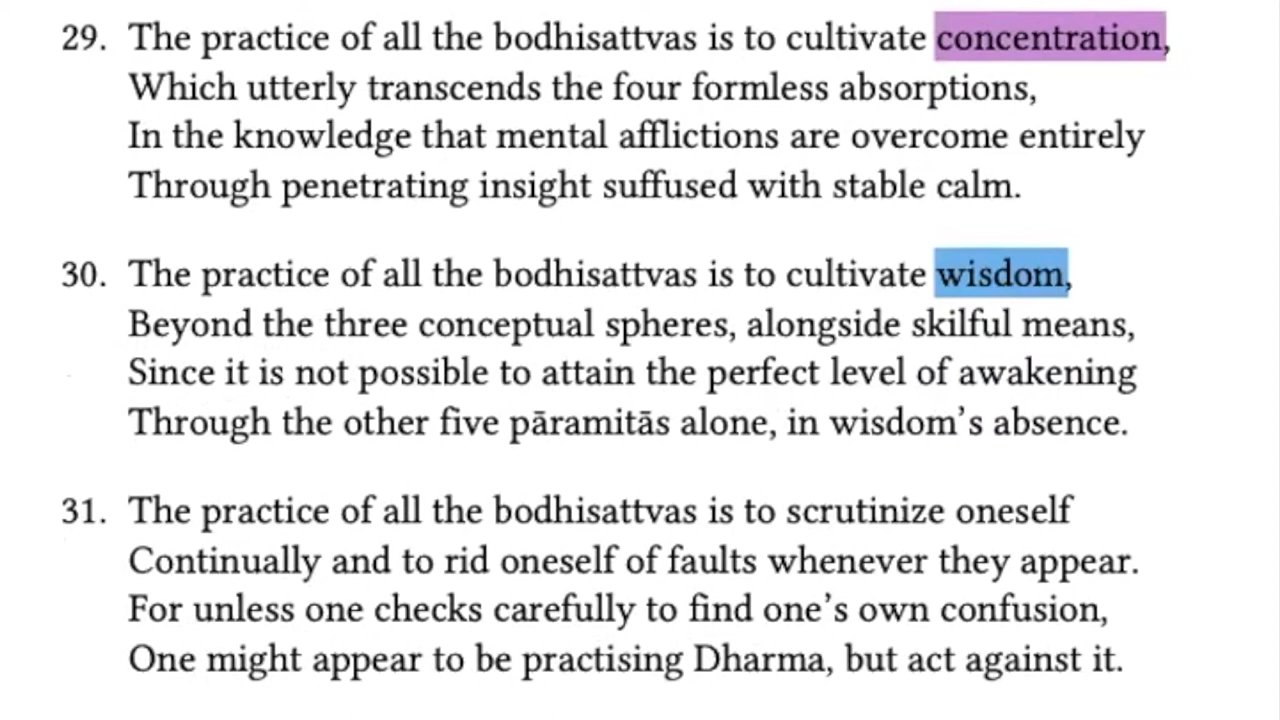 29. The practice of all the bodhisattvas is to cultivate concentration,
Which utterly transcends the four formless absorptions,
In the knowledge that mental afflictions are overcome entirely
Through penetrating insight suffused with stable calm.
30. The practice of all the bodhisattvas is to cultivate wisdom,
Beyond the three conceptual spheres, alongside skilful means,
Since it is not possible to attain the perfect level of awakening
Through the other five pāramitās alone, in wisdom’s absence.
31. The practice of all the bodhisattvas is to scrutinize oneself
Continually and to rid oneself of faults whenever they appear.
For unless one checks carefully to find one’s own confusion,
One might appear to be practising Dharma, but act against it.